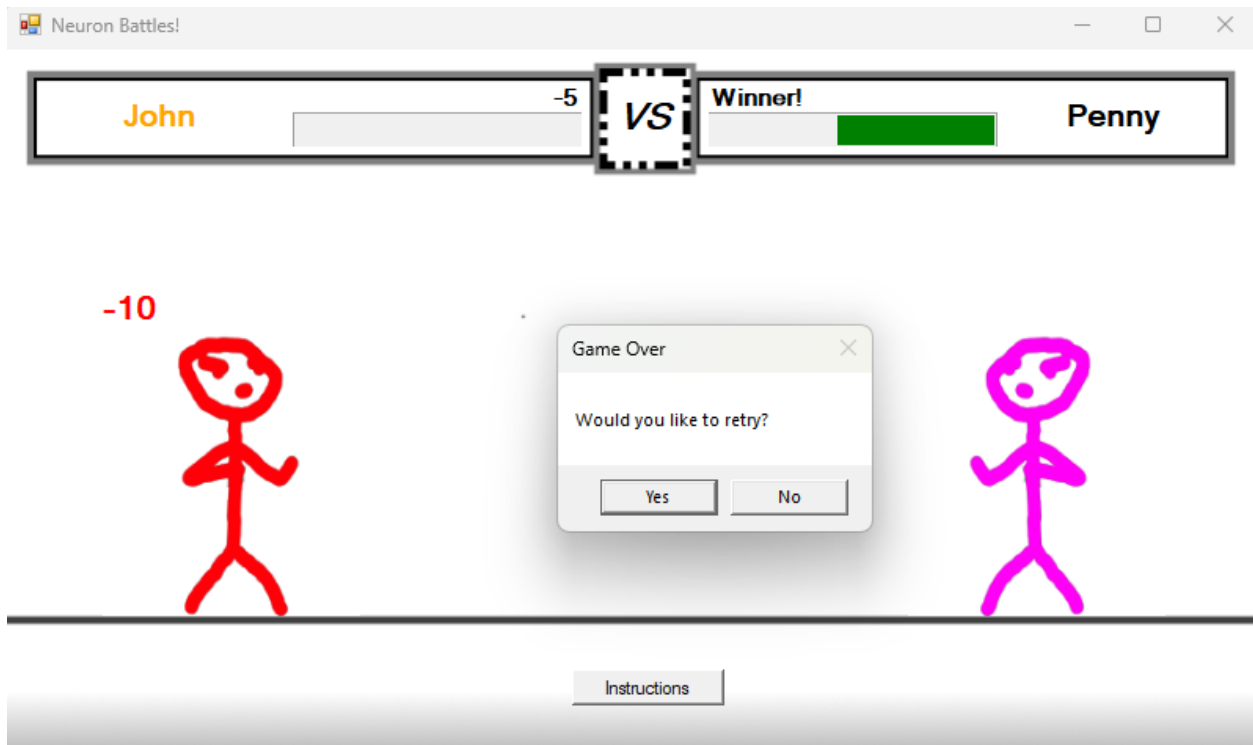 Neuron Battles!
John
-5
VS
Winner!
Penny
-10
Game Over
Would you like to retry?
Yes
No
Instructions